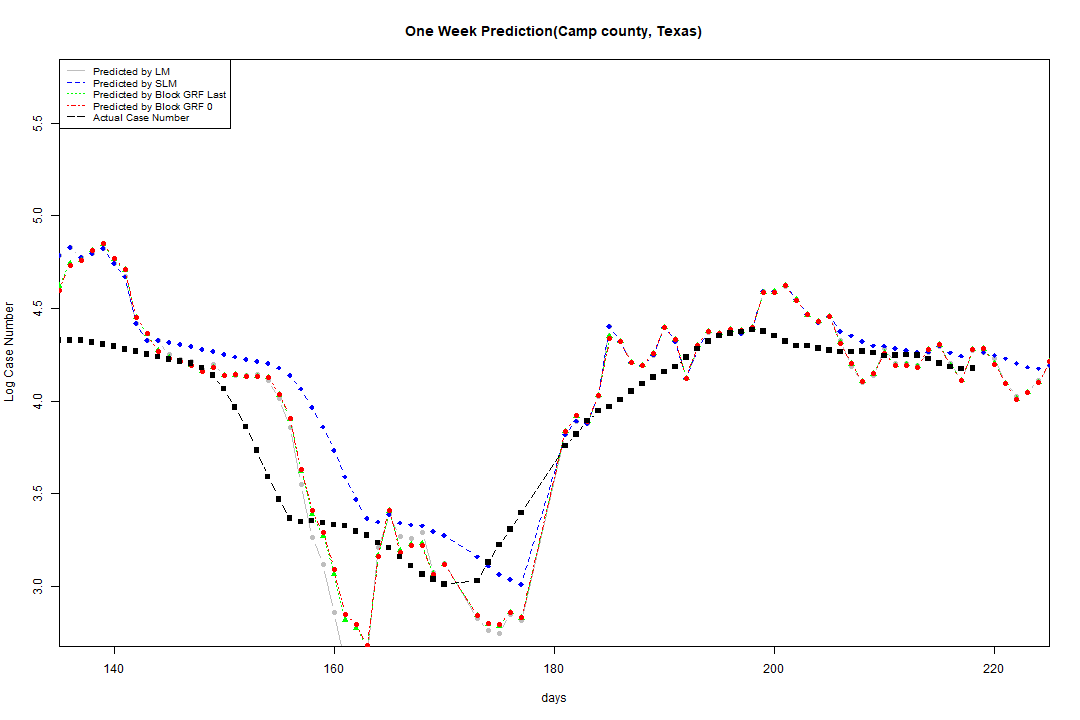 One Week Prediction(Camp county, Texas)
Predicted by LM
Predicted by SLM
Predicted by Block GRF Last
Predicted by Block GRF 0
Actual Case Number
5.5
5.0
4.5
4.0
3.5
3.0
Log Case Number
140 160 180 200 220
days